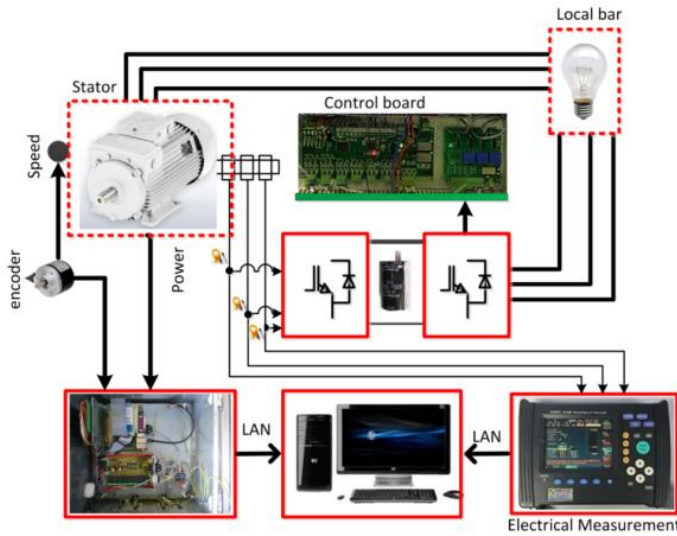 Local bar
Stator
Control board
Speed
encoder
Power
LAN
LAN
Electrical Measurement